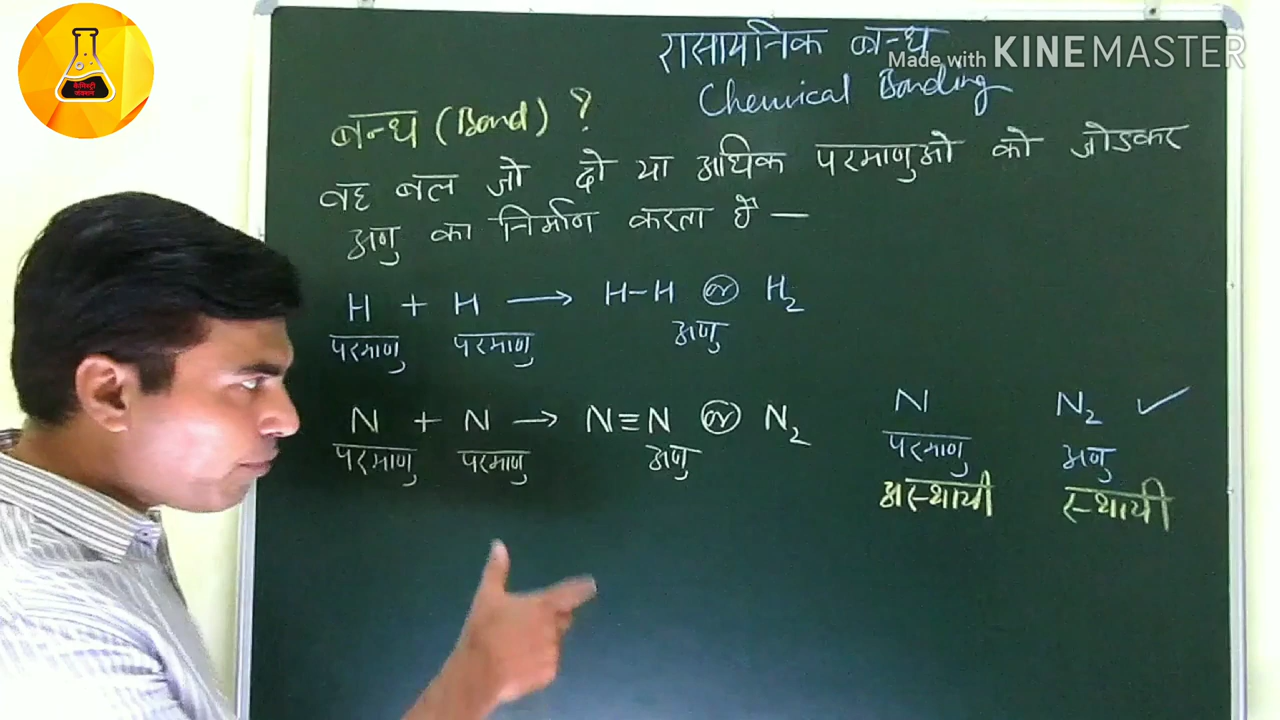 रासायनिक बन्ध
Made with KINEMASTER
Chemical Bonding
बन्ध (Bond) ?
वह बल जो दो या अधिक परमाणुओ को जोडकर
अणु का निर्माण करता है —
H + H ⟶ H-H or H₂
परमाणु परमाणु अणु
N + N ⟶ N≡N or N₂
परमाणु परमाणु अणु
N N₂ ✓
परमाणु अणु
अस्थायी स्थायी